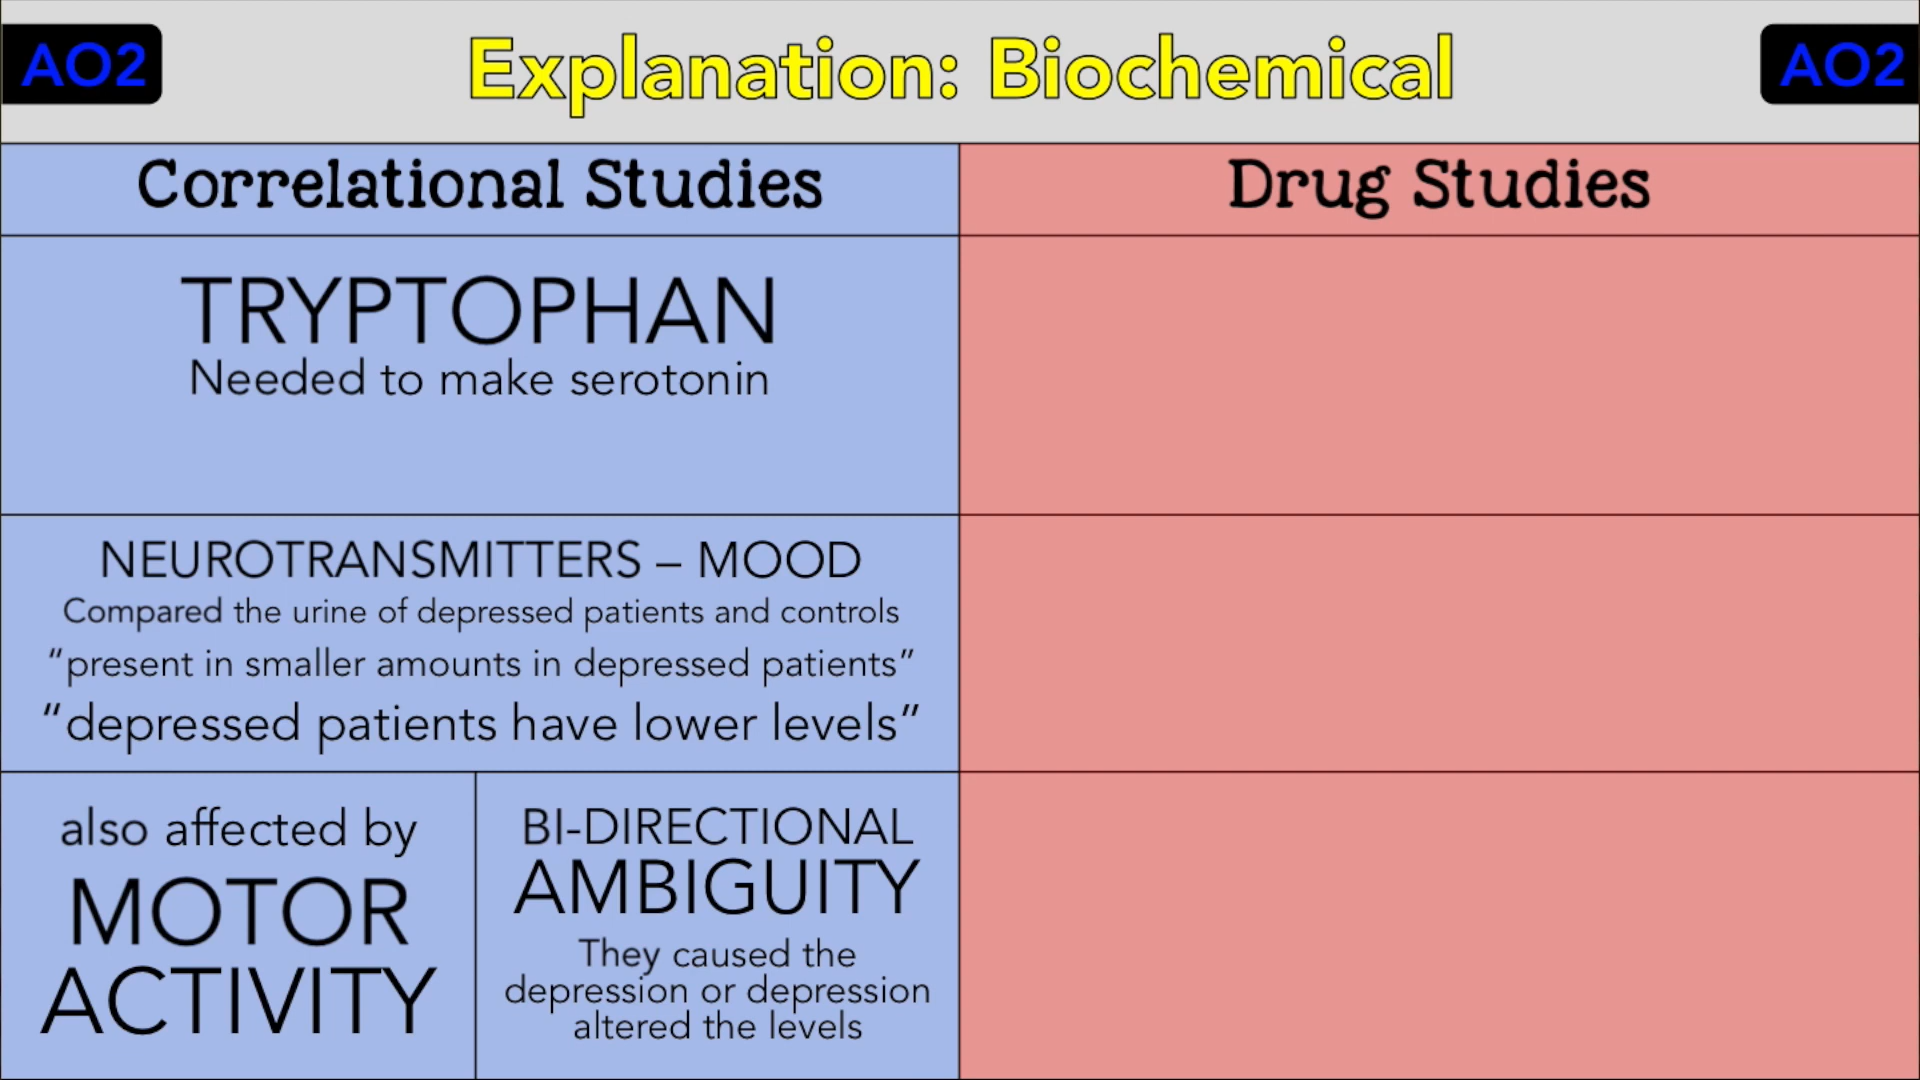 AO2
Explanation: Biochemical
AO2
Correlational Studies
Drug Studies
TRYPTOPHAN
Needed to make serotonin
NEUROTRANSMITTERS – MOOD
Compared the urine of depressed patients and controls
“present in smaller amounts in depressed patients”
“depressed patients have lower levels”
also affected by
MOTOR
ACTIVITY
BI-DIRECTIONAL
AMBIGUITY
They caused the
depression or depression
altered the levels